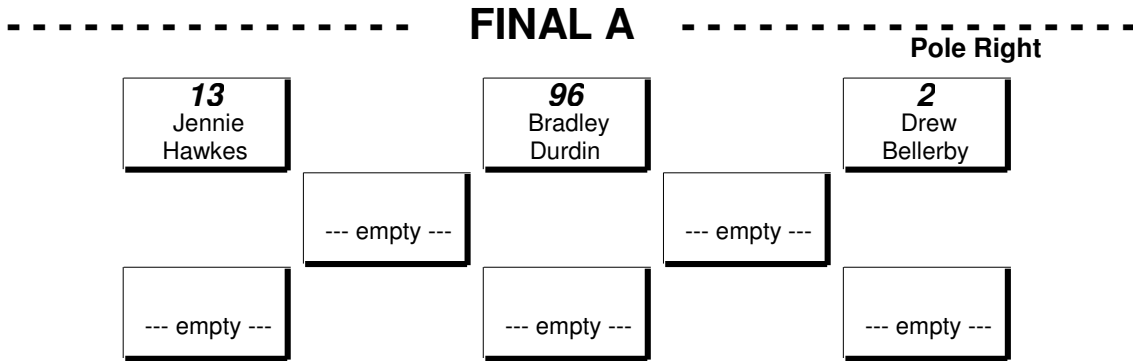 - - - - - - - - - - - - - - - - - FINAL A - - - - - - - - - - - - - - - - - - -
Pole Right
13 96 2
Jennie Bradley Drew
Hawkes Durdin Bellerby
--- empty --- --- empty ---
--- empty --- --- empty --- --- empty ---